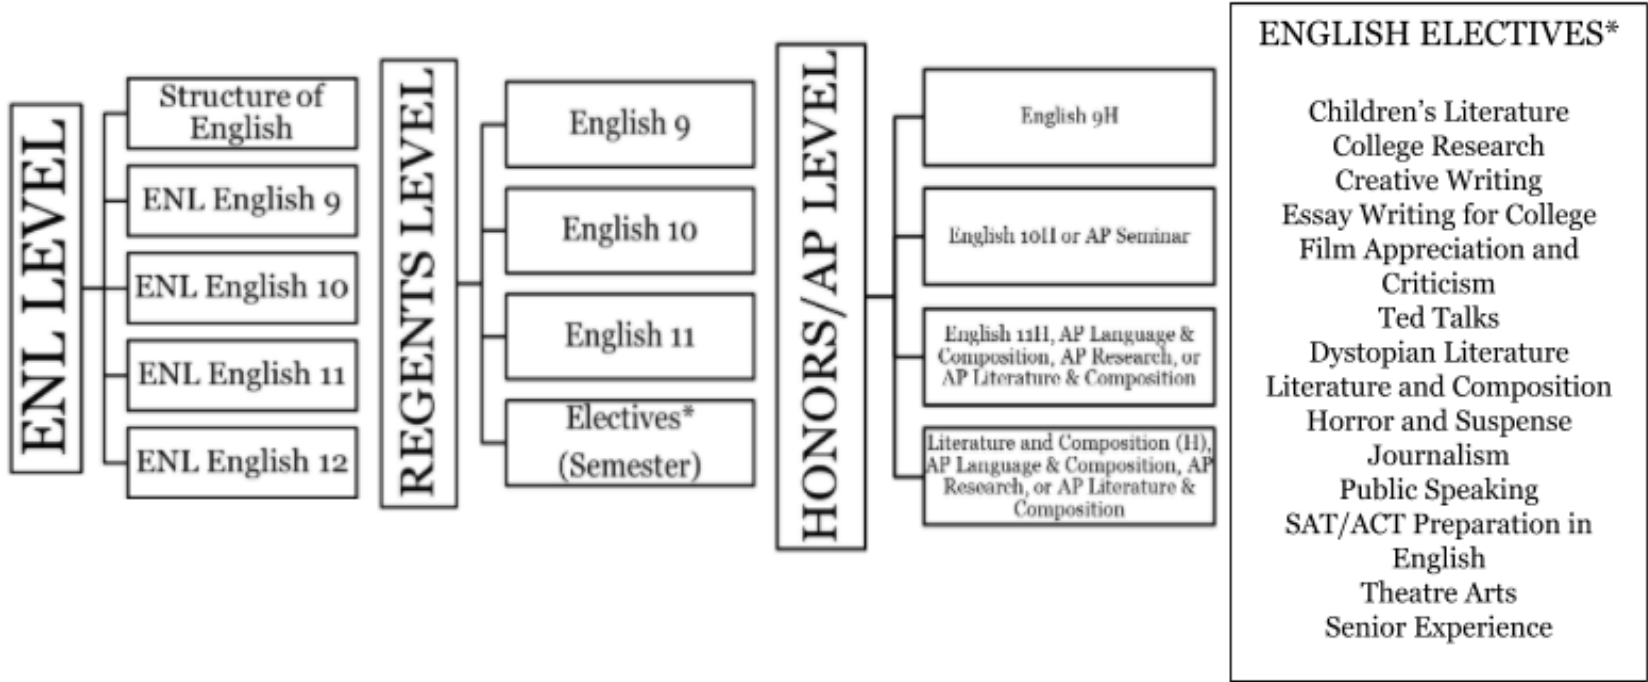 ENL LEVEL
Structure of
English
ENL English 9
ENL English 10
ENL English 11
ENL English 12
REGENTS LEVEL
English 9
English 10
English 11
Electives*
(Semester)
HONORS/AP LEVEL
English 9H
English 10H or AP Seminar
English 11H, AP Language &
Composition, AP Research, or
AP Literature & Composition
Literature and Composition (H),
AP Language & Composition, AP
Research, or AP Literature &
Composition
ENGLISH ELECTIVES*
Children's Literature
College Research
Creative Writing
Essay Writing for College
Film Appreciation and
Criticism
Ted Talks
Dystopian Literature
Literature and Composition
Horror and Suspense
Journalism
Public Speaking
SAT/ACT Preparation in
English
Theatre Arts
Senior Experience